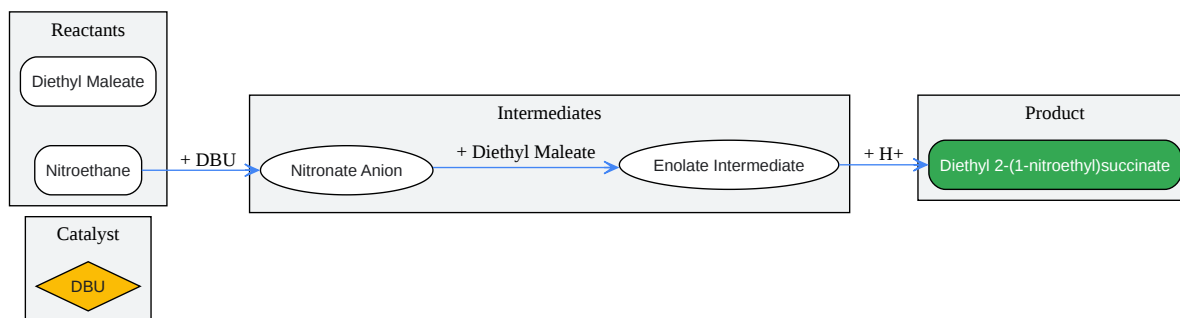 Reactants
Diethyl Maleate
Nitroethane
+ DBU
Catalyst
DBU
Intermediates
Nitronate Anion
+ Diethyl Maleate
Enolate Intermediate
+ H+
Product
Diethyl 2-(1-nitroethyl)succinate